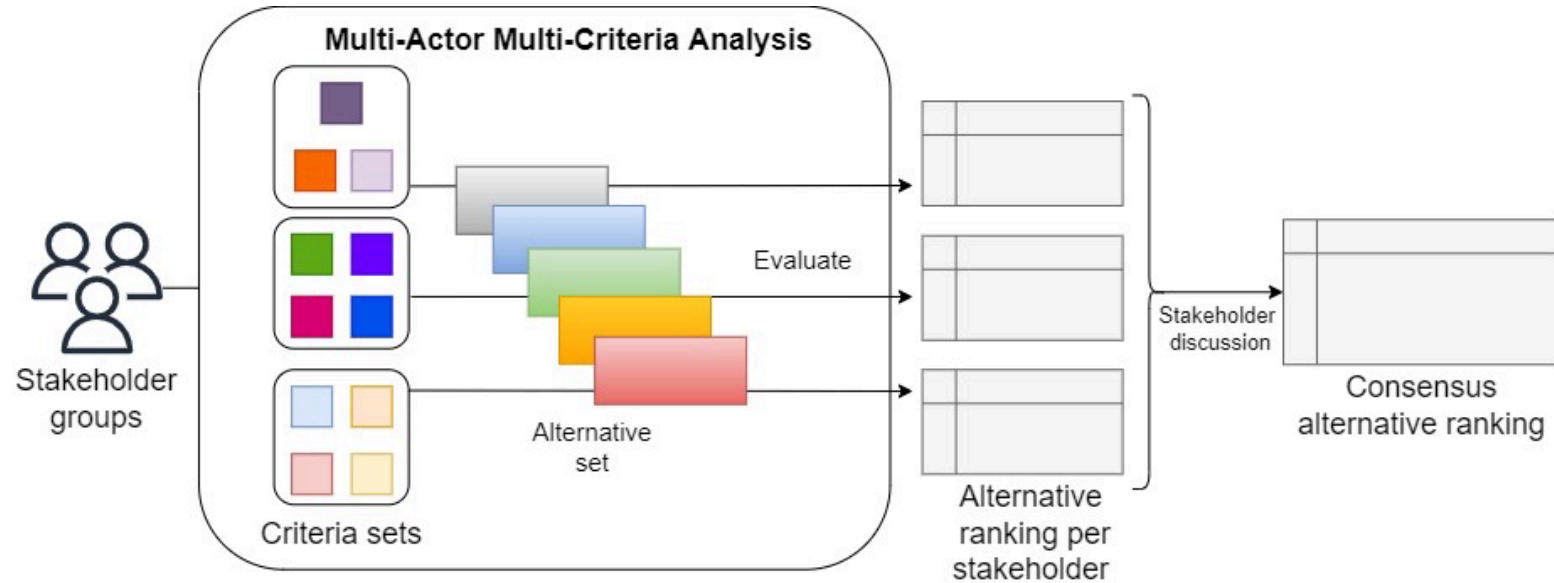 Multi-Actor Multi-Criteria Analysis
Stakeholder
groups
Criteria sets
Alternative
set
Evaluate
Alternative
ranking per
stakeholder
Stakeholder
discussion
Consensus
alternative ranking